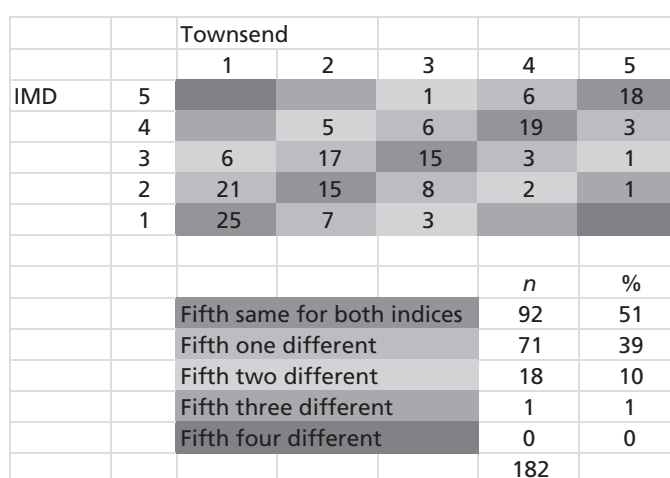 Townsend
1 2 3 4 5
IMD 5 1 6 18
4 5 6 19 3
3 6 17 15 3 1
2 21 15 8 2 1
1 25 7 3
n %
Fifth same for both indices 92 51
Fifth one different 71 39
Fifth two different 18 10
Fifth three different 1 1
Fifth four different 0 0
182